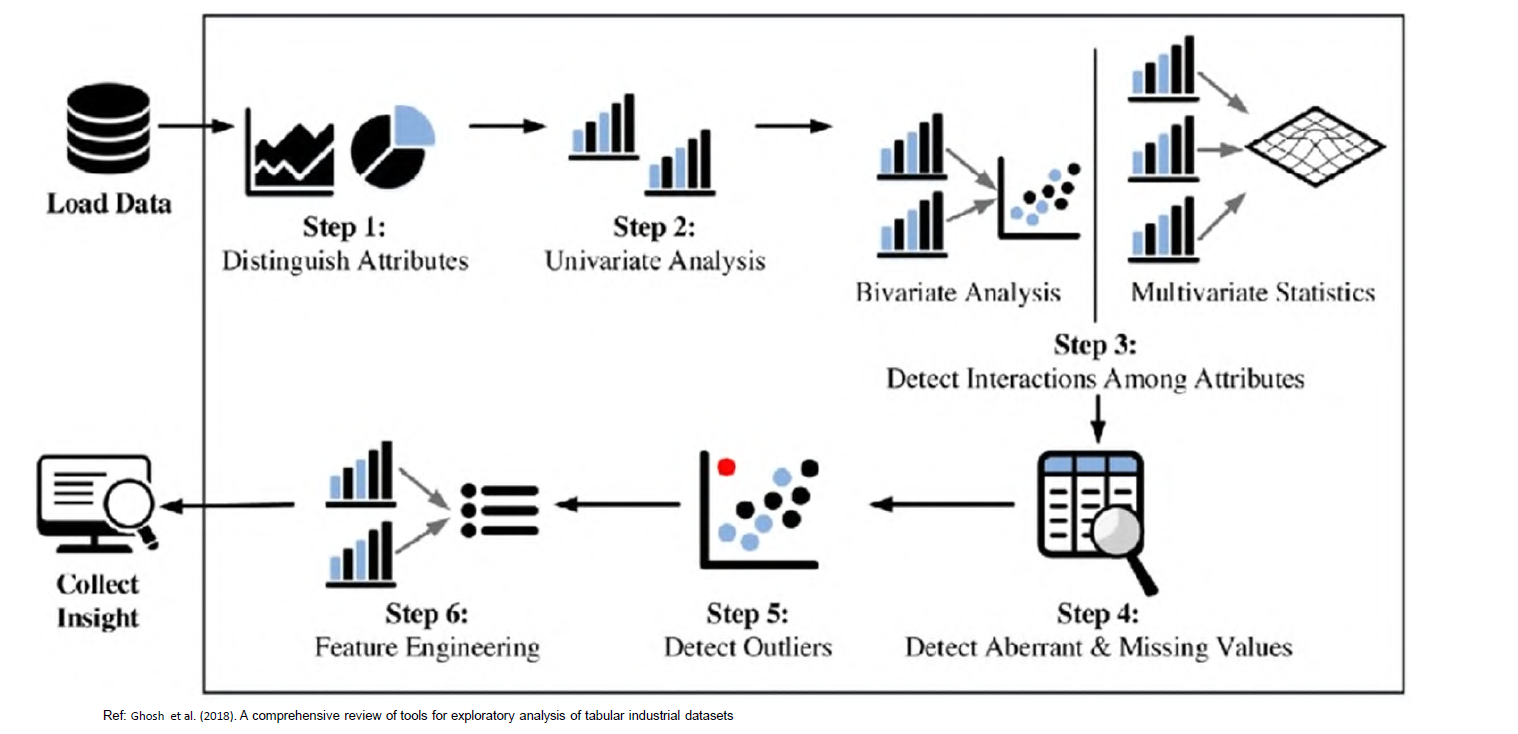 Load Data
Step 1:
Distinguish Attributes
Step 2:
Univariate Analysis
Bivariate Analysis
Multivariate Statistics
Step 3:
Detect Interactions Among Attributes
Step 4:
Detect Aberrant & Missing Values
Step 5:
Detect Outliers
Step 6:
Feature Engineering
Collect
Insight
Ref: Ghosh et al. (2018). A comprehensive review of tools for exploratory analysis of tabular industrial datasets